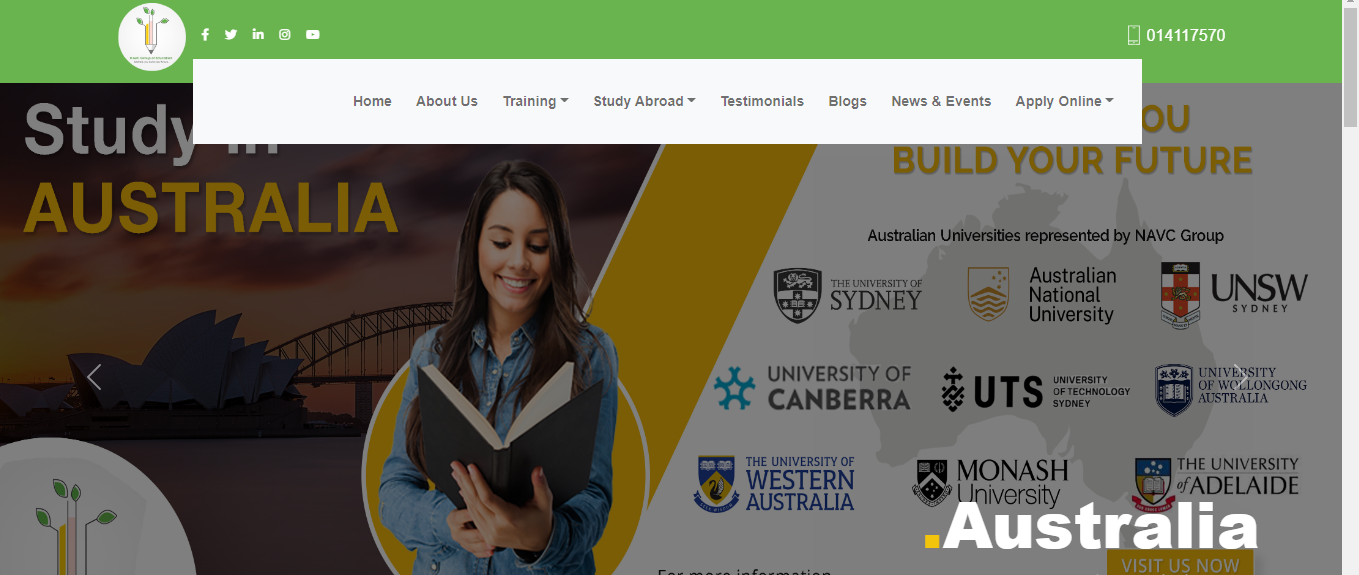 014117570
Home About Us Training Study Abroad Testimonials Blogs News & Events Apply Online
Study in
AUSTRALIA
OU
BUILD YOUR FUTURE
Australian Universities represented by NAVC Group
THE UNIVERSITY OF
SYDNEY
Australian
National
University
UNSW
SYDNEY
UNIVERSITY OF
CANBERRA
UTS
UNIVERSITY
OF TECHNOLOGY
SYDNEY
UNIVERSITY
OF WOLLONGONG
AUSTRALIA
THE UNIVERSITY OF
WESTERN
AUSTRALIA
MONASH
University
THE UNIVERSITY
of ADELAIDE
.Australia
VISIT US NOW
For more information